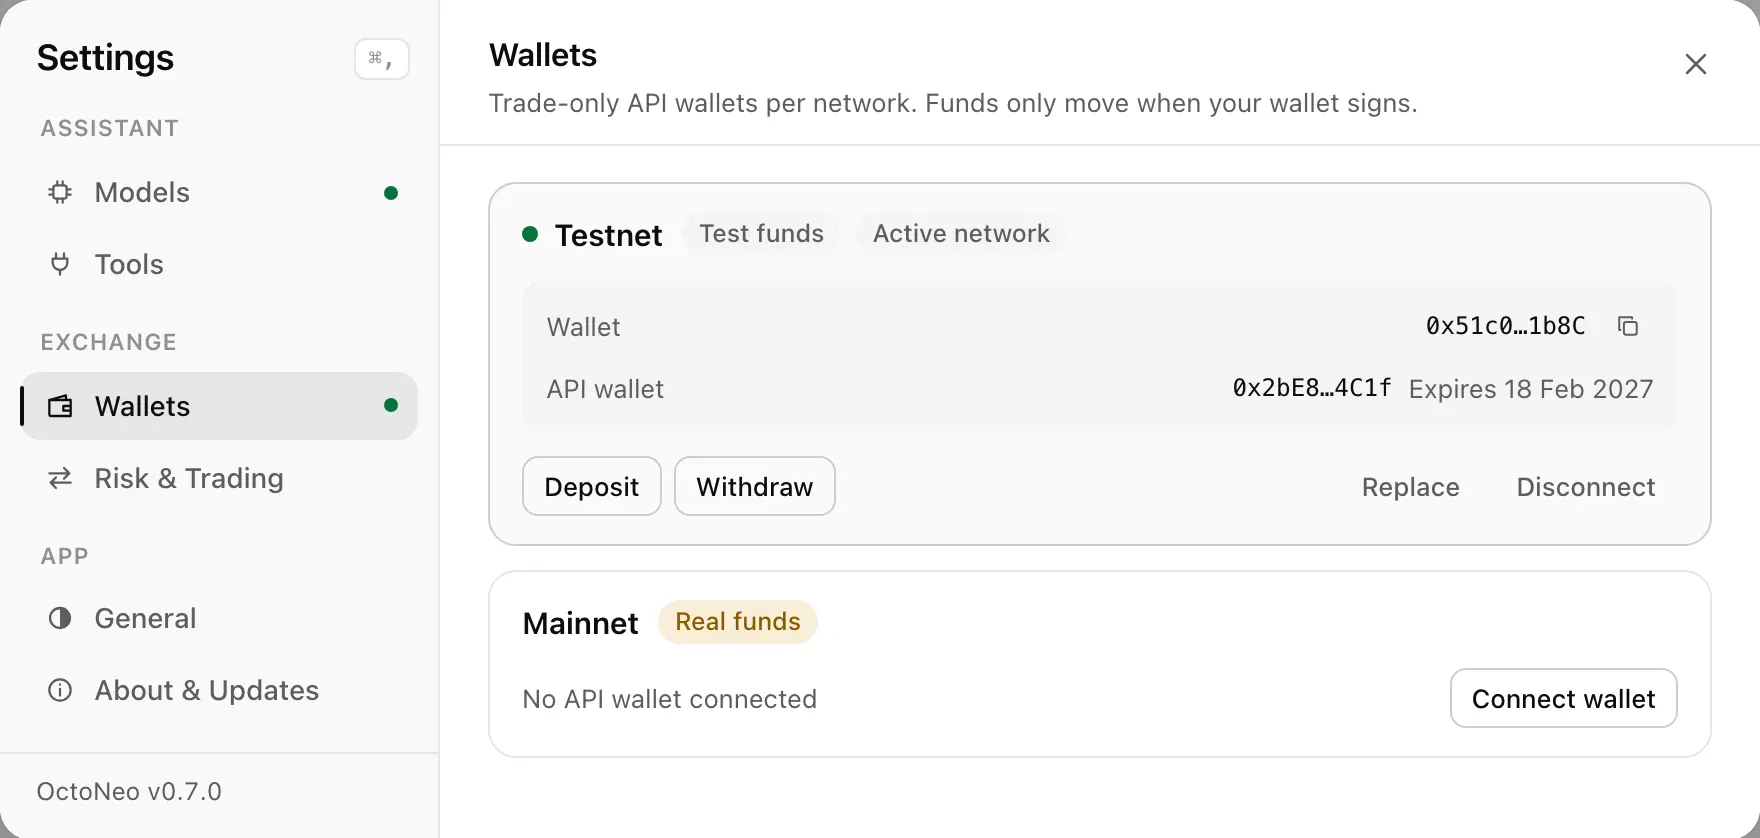 Settings
⌘,
ASSISTANT
Models
Tools
EXCHANGE
Wallets
Risk & Trading
APP
General
About & Updates
OctoNeo v0.7.0
Wallets
Trade-only API wallets per network. Funds only move when your wallet signs.
Testnet Test funds Active network
Wallet 0x51c0…1b8C
API wallet 0x2bE8…4C1f Expires 18 Feb 2027
Deposit Withdraw Replace Disconnect
Mainnet Real funds
No API wallet connected Connect wallet